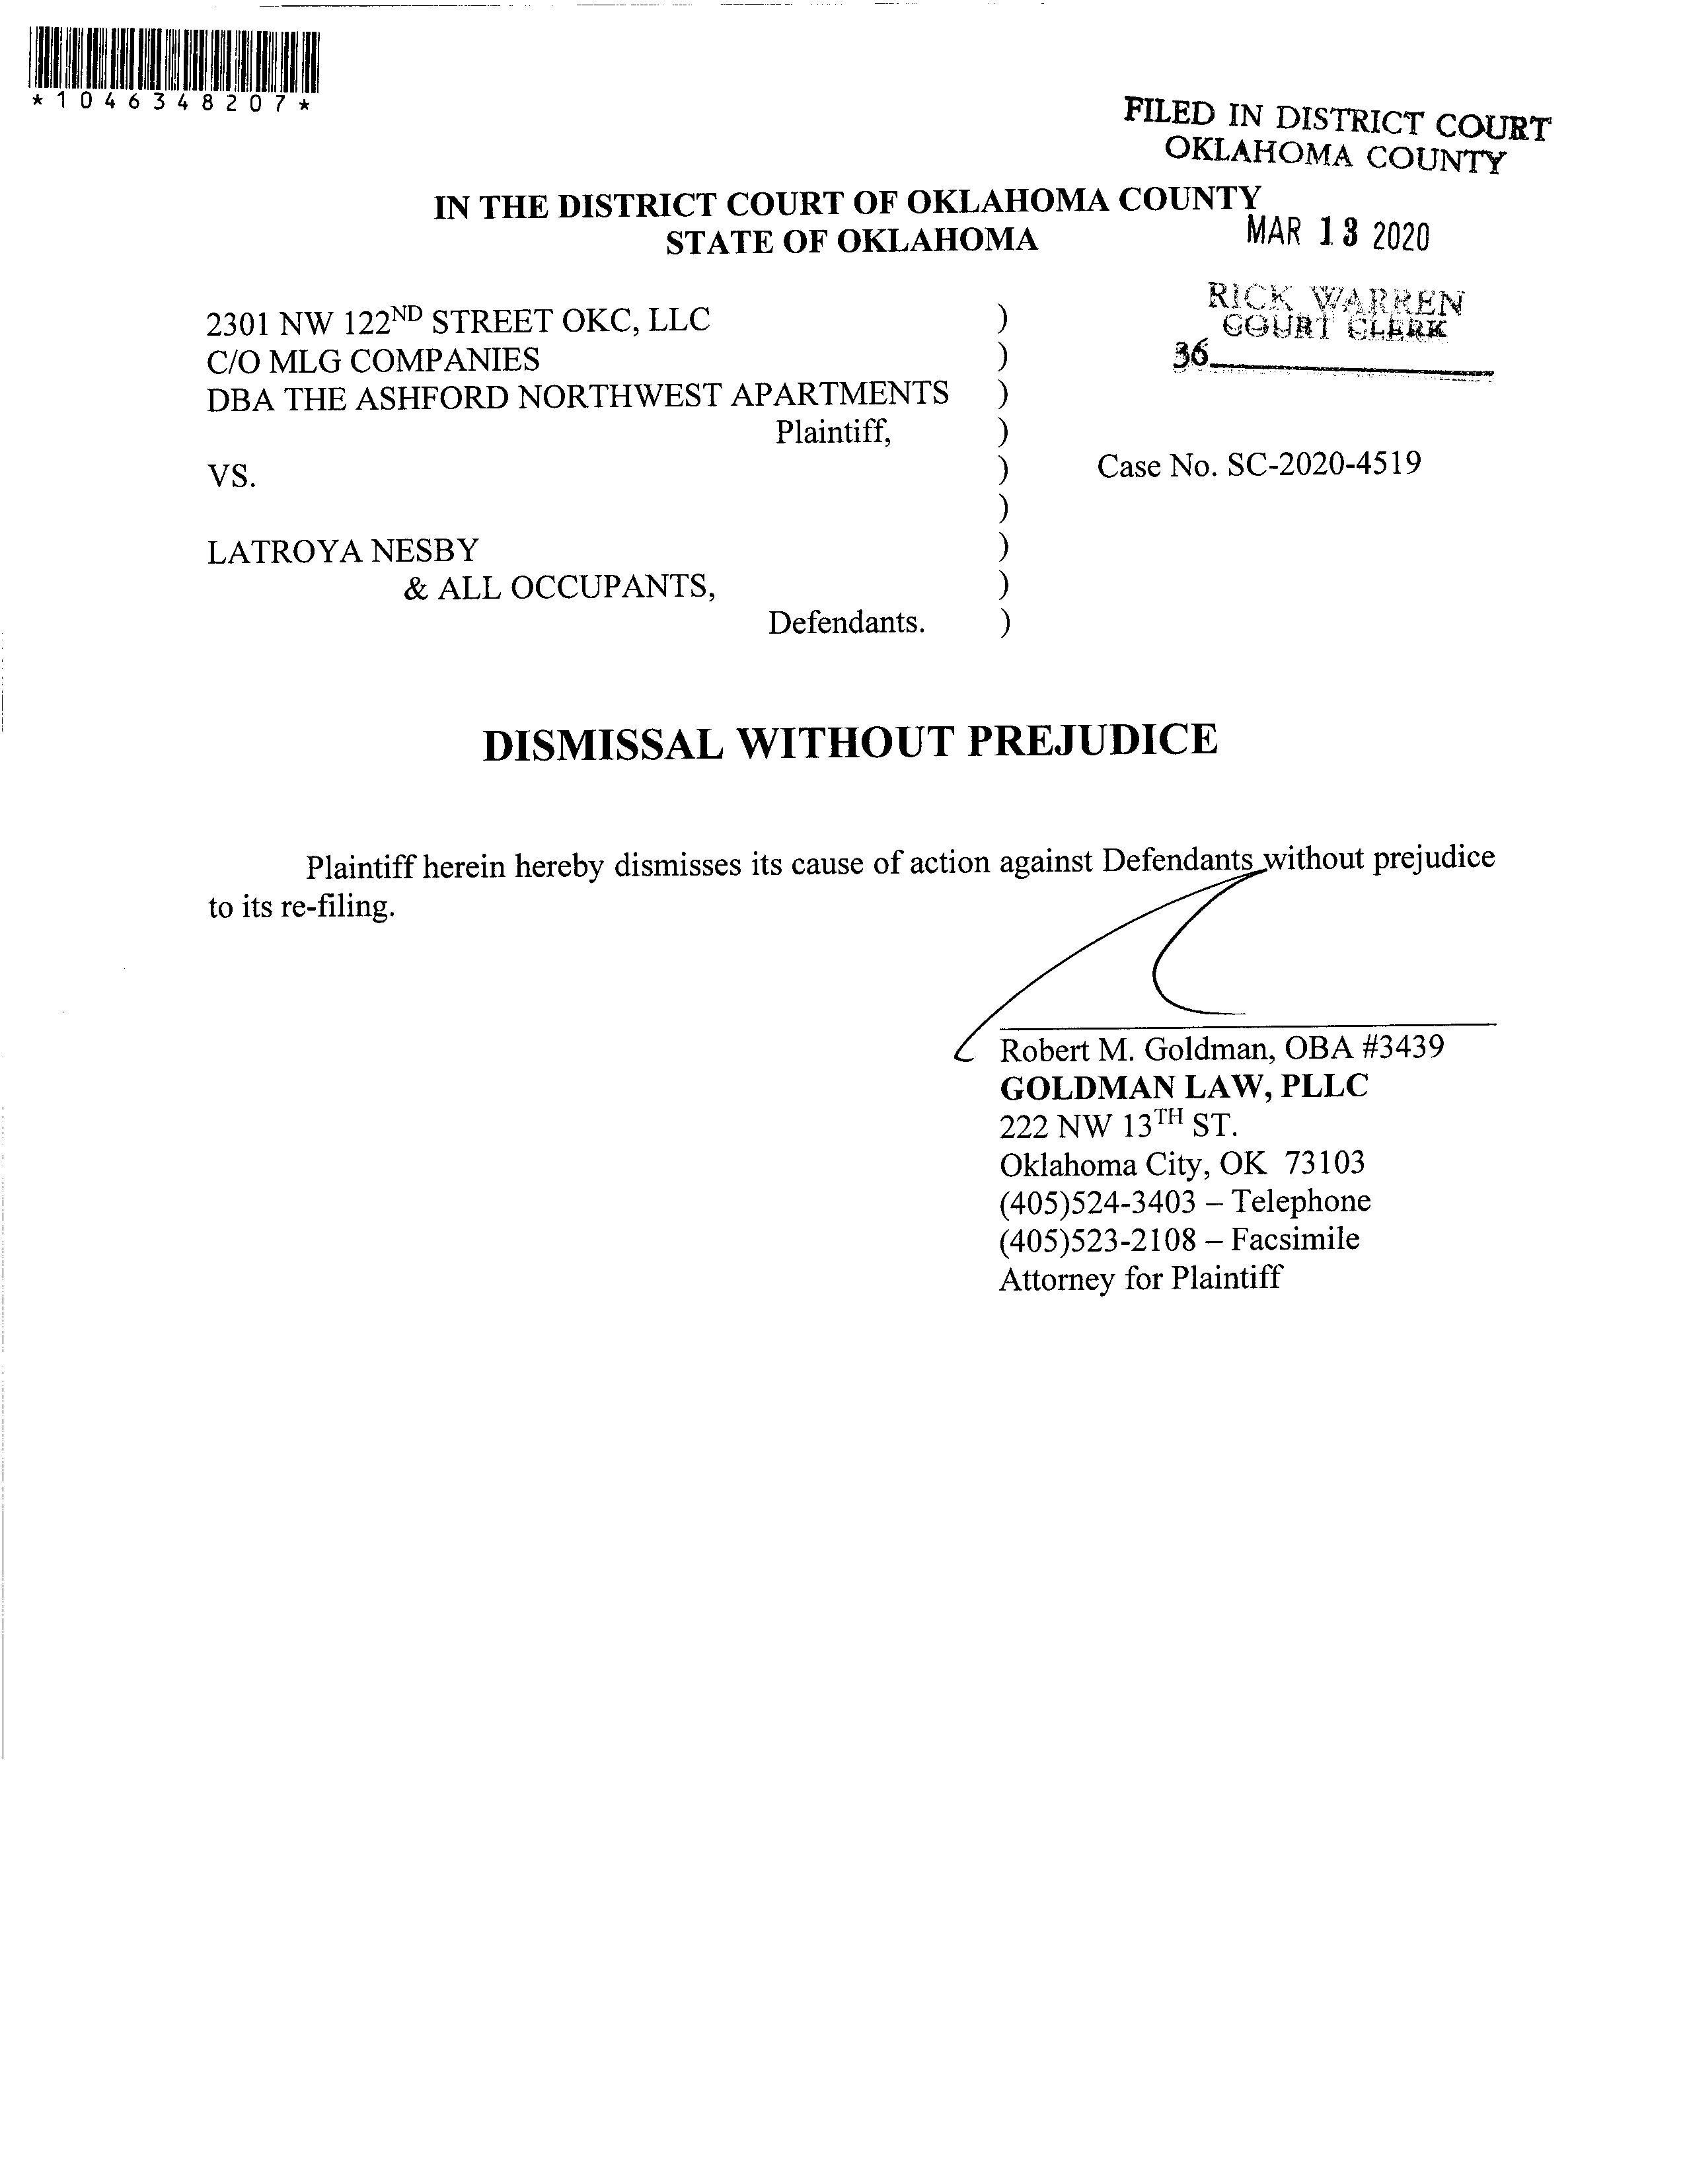 *1046348207*
FILED IN DISTRICT COURT
OKLAHOMA COUNTY
IN THE DISTRICT COURT OF OKLAHOMA COUNTY
STATE OF OKLAHOMA
MAR 13 2020
RICK WARREN
COURT CLERK
36
2301 NW 122ND STREET OKC, LLC )
C/O MLG COMPANIES )
DBA THE ASHFORD NORTHWEST APARTMENTS )
Plaintiff, )
VS. ) Case No. SC-2020-4519
)
LATROYA NESBY )
& ALL OCCUPANTS, )
Defendants. )
DISMISSAL WITHOUT PREJUDICE
Plaintiff herein hereby dismisses its cause of action against Defendants without prejudice
to its re-filing.
Robert M. Goldman, OBA #3439
GOLDMAN LAW, PLLC
222 NW 13TH ST.
Oklahoma City, OK 73103
(405)524-3403 – Telephone
(405)523-2108 – Facsimile
Attorney for Plaintiff